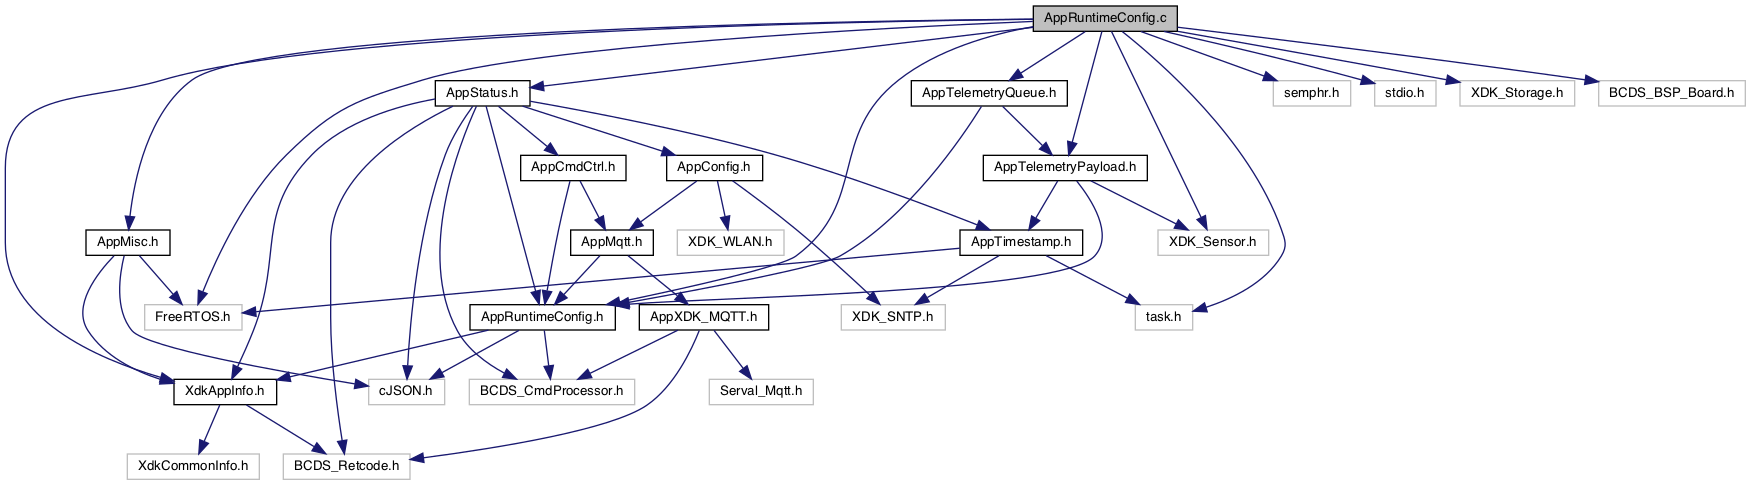 AppRuntimeConfig.c
AppStatus.h
AppTelemetryQueue.h
semphr.h
stdio.h
XDK_Storage.h
BCDS_BSP_Board.h
AppCmdCtrl.h
AppConfig.h
AppTelemetryPayload.h
AppMisc.h
AppMqtt.h
XDK_WLAN.h
AppTimestamp.h
XDK_Sensor.h
FreeRTOS.h
AppRuntimeConfig.h
AppXDK_MQTT.h
XDK_SNTP.h
task.h
XdkAppInfo.h
cJSON.h
BCDS_CmdProcessor.h
Serval_Mqtt.h
XdkCommonInfo.h
BCDS_Retcode.h